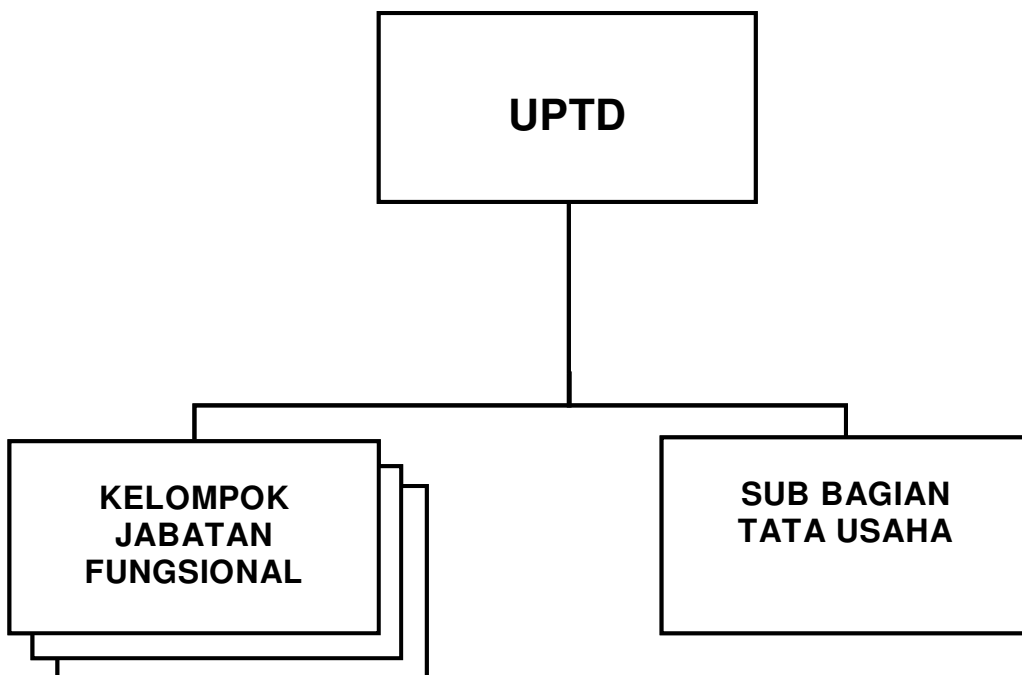 UPTD
KELOMPOK
JABATAN
FUNGSIONAL
SUB BAGIAN
TATA USAHA